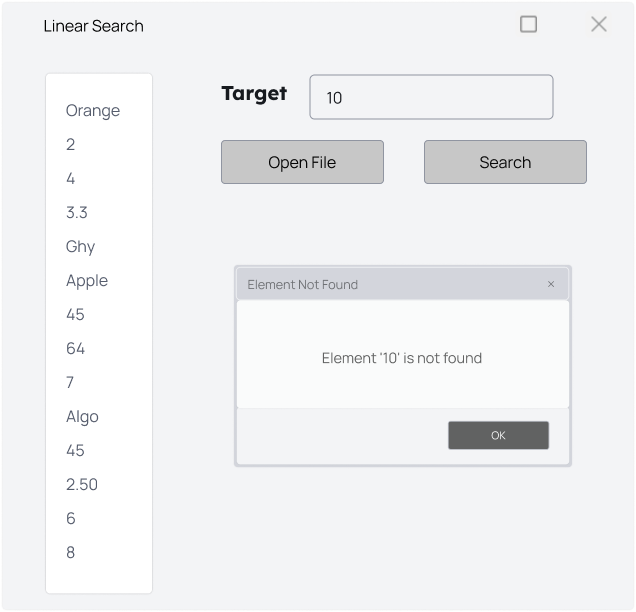 Linear Search
Orange
2
4
3.3
Ghy
Apple
45
64
7
Algo
45
2.50
6
8
Target
10
Open File
Search
Element Not Found
×
Element '10' is not found
OK